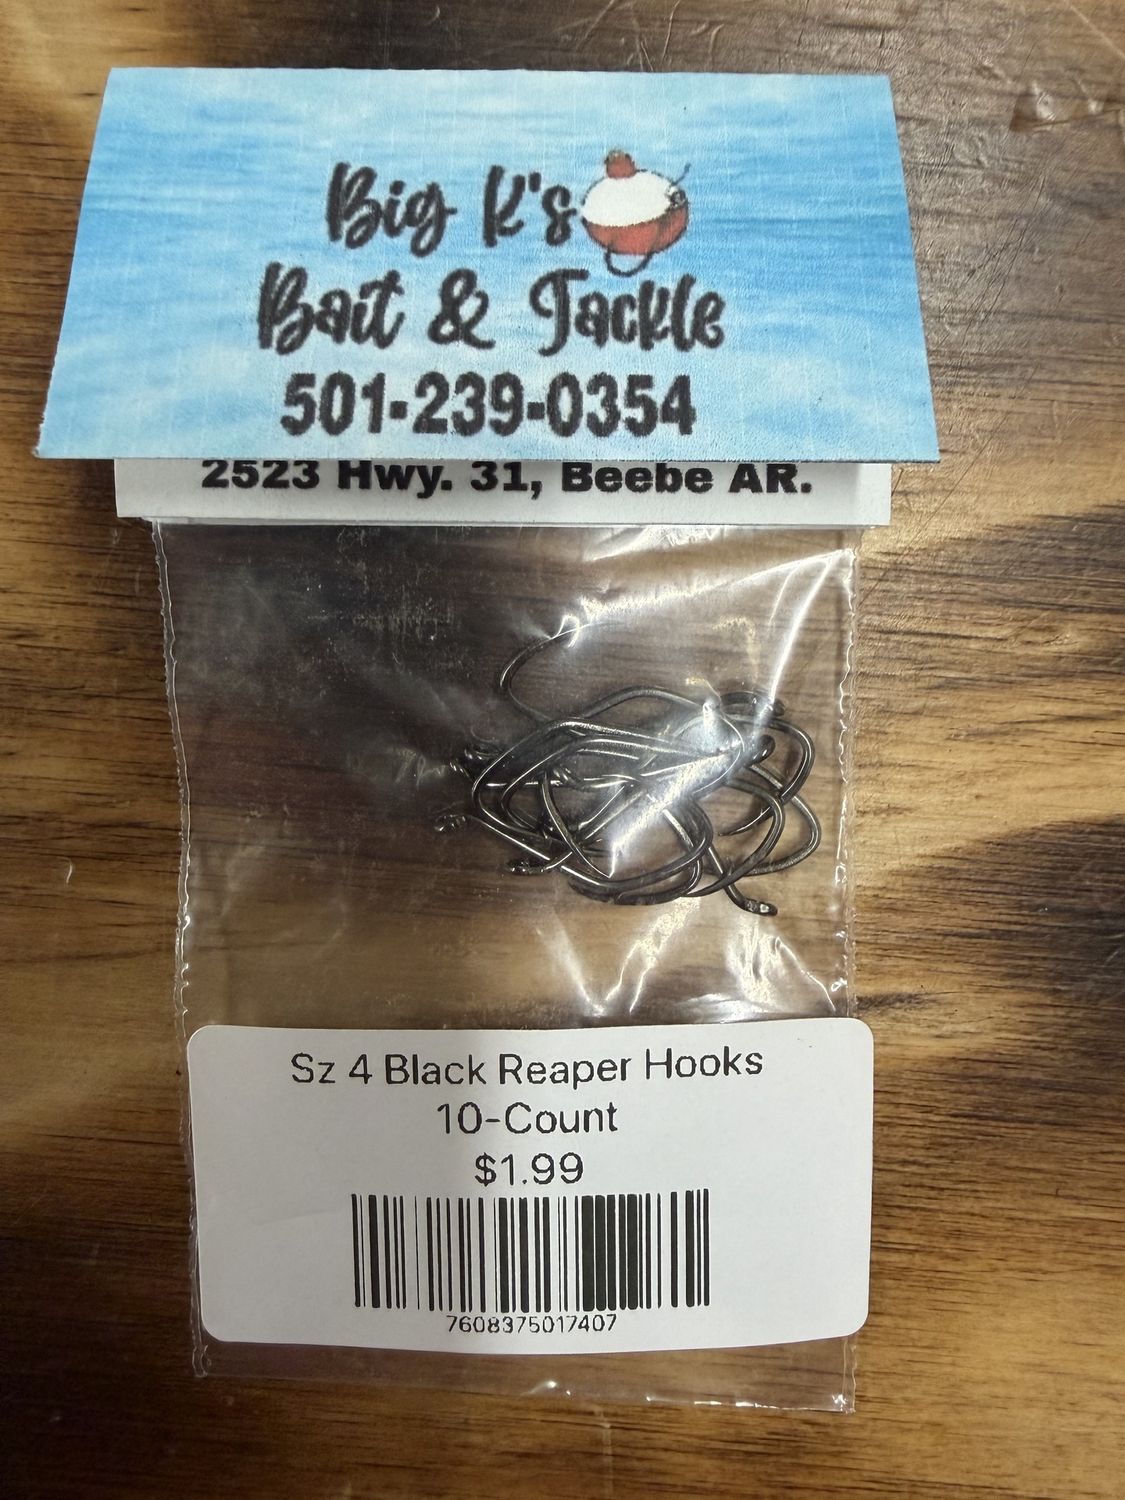 Big K's
Bait & Tackle
501-239-0354
2523 Hwy. 31, Beebe AR.
Sz 4 Black Reaper Hooks
10-Count
$1.99
7608375017407